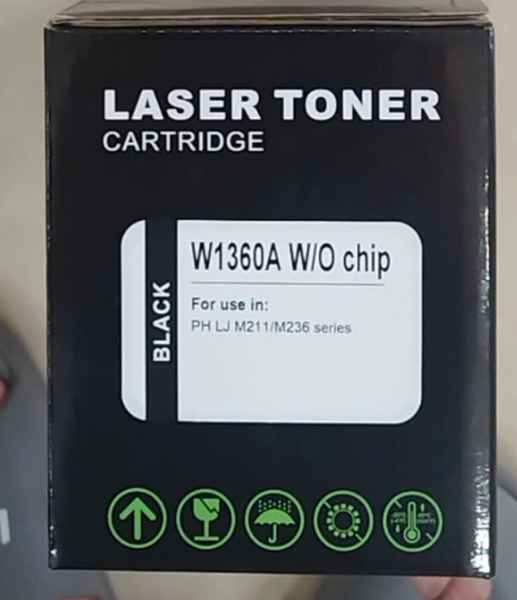 LASER TONER
CARTRIDGE
BLACK
W1360A W/O chip
For use in:
PH LJ M211/M236 series